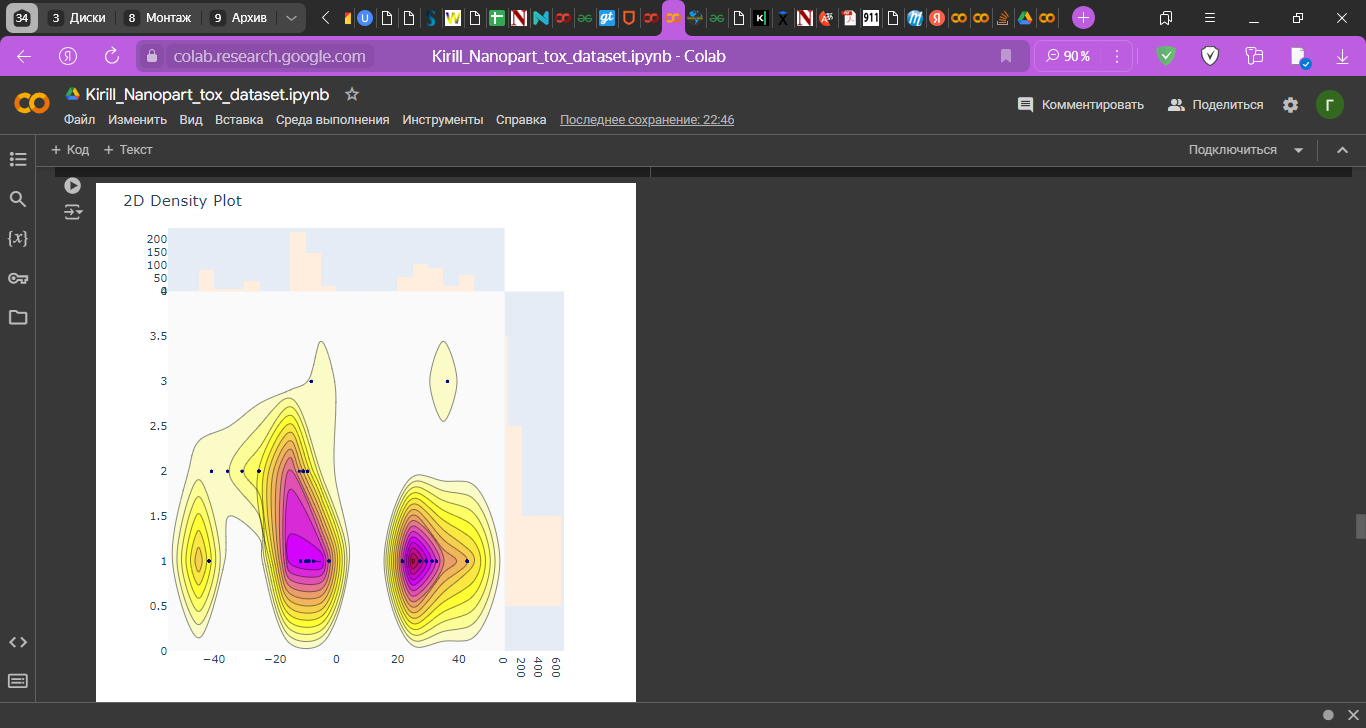 34 3 Диски 8 Монтаж 9 Архив
colab.research.google.com Kirill_Nanopart_tox_dataset.ipynb - Colab 90 %
Kirill_Nanopart_tox_dataset.ipynb
Файл Изменить Вид Вставка Среда выполнения Инструменты Справка Последнее сохранение: 22:46
Комментировать Поделиться Г
+ Код + Текст Подключиться
2D Density Plot
200
150
100
50
0
3.5
3
2.5
2
1.5
1
0.5
0
−40 −20 0 20 40 0 200 400 600